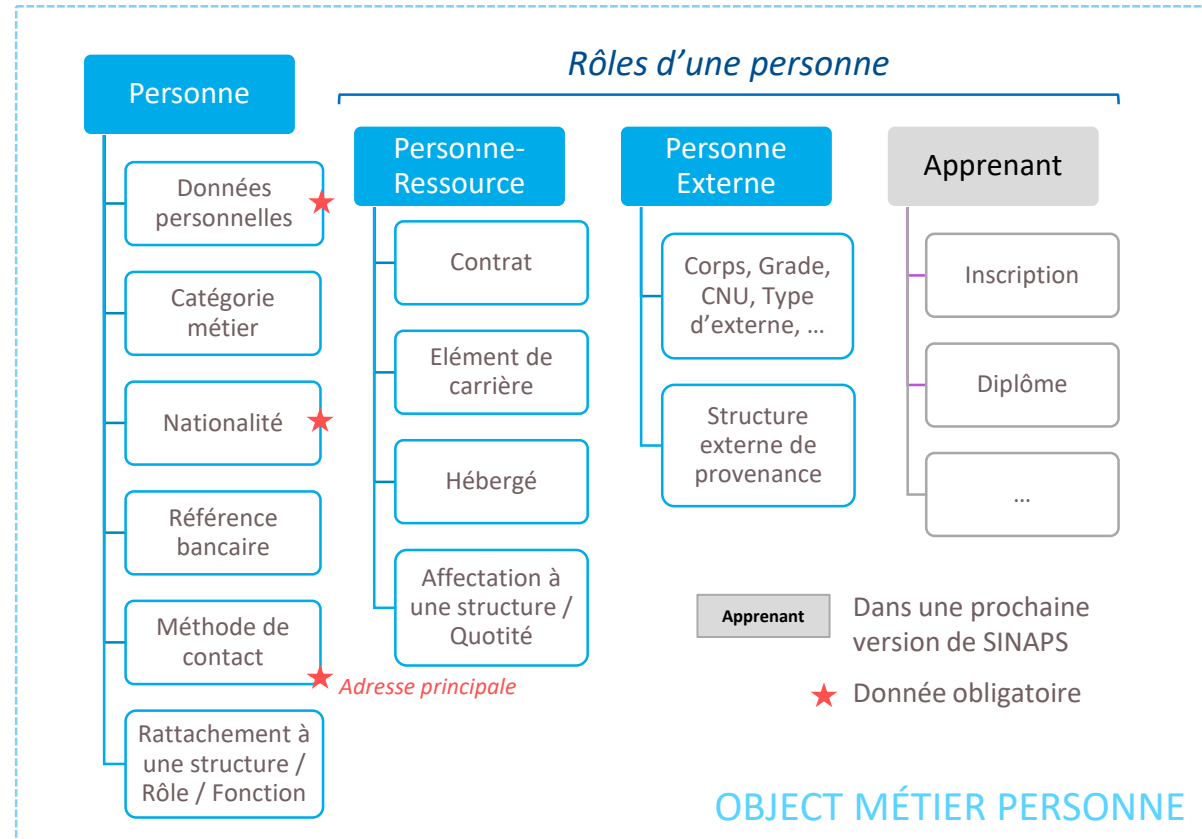 Rôles d’une personne
Personne
Données
personnelles
Catégorie
métier
Nationalité
Référence
bancaire
Méthode de
contact
Adresse principale
Rattachement à
une structure /
Rôle / Fonction
Personne-
Ressource
Contrat
Elément de
carrière
Hébergé
Affectation à
une structure /
Quotité
Personne
Externe
Corps, Grade,
CNU, Type
d’externe, ...
Structure
externe de
provenance
Apprenant
Inscription
Diplôme
...
Apprenant
Dans une prochaine
version de SINAPS
Donnée obligatoire
OBJECT MÉTIER PERSONNE